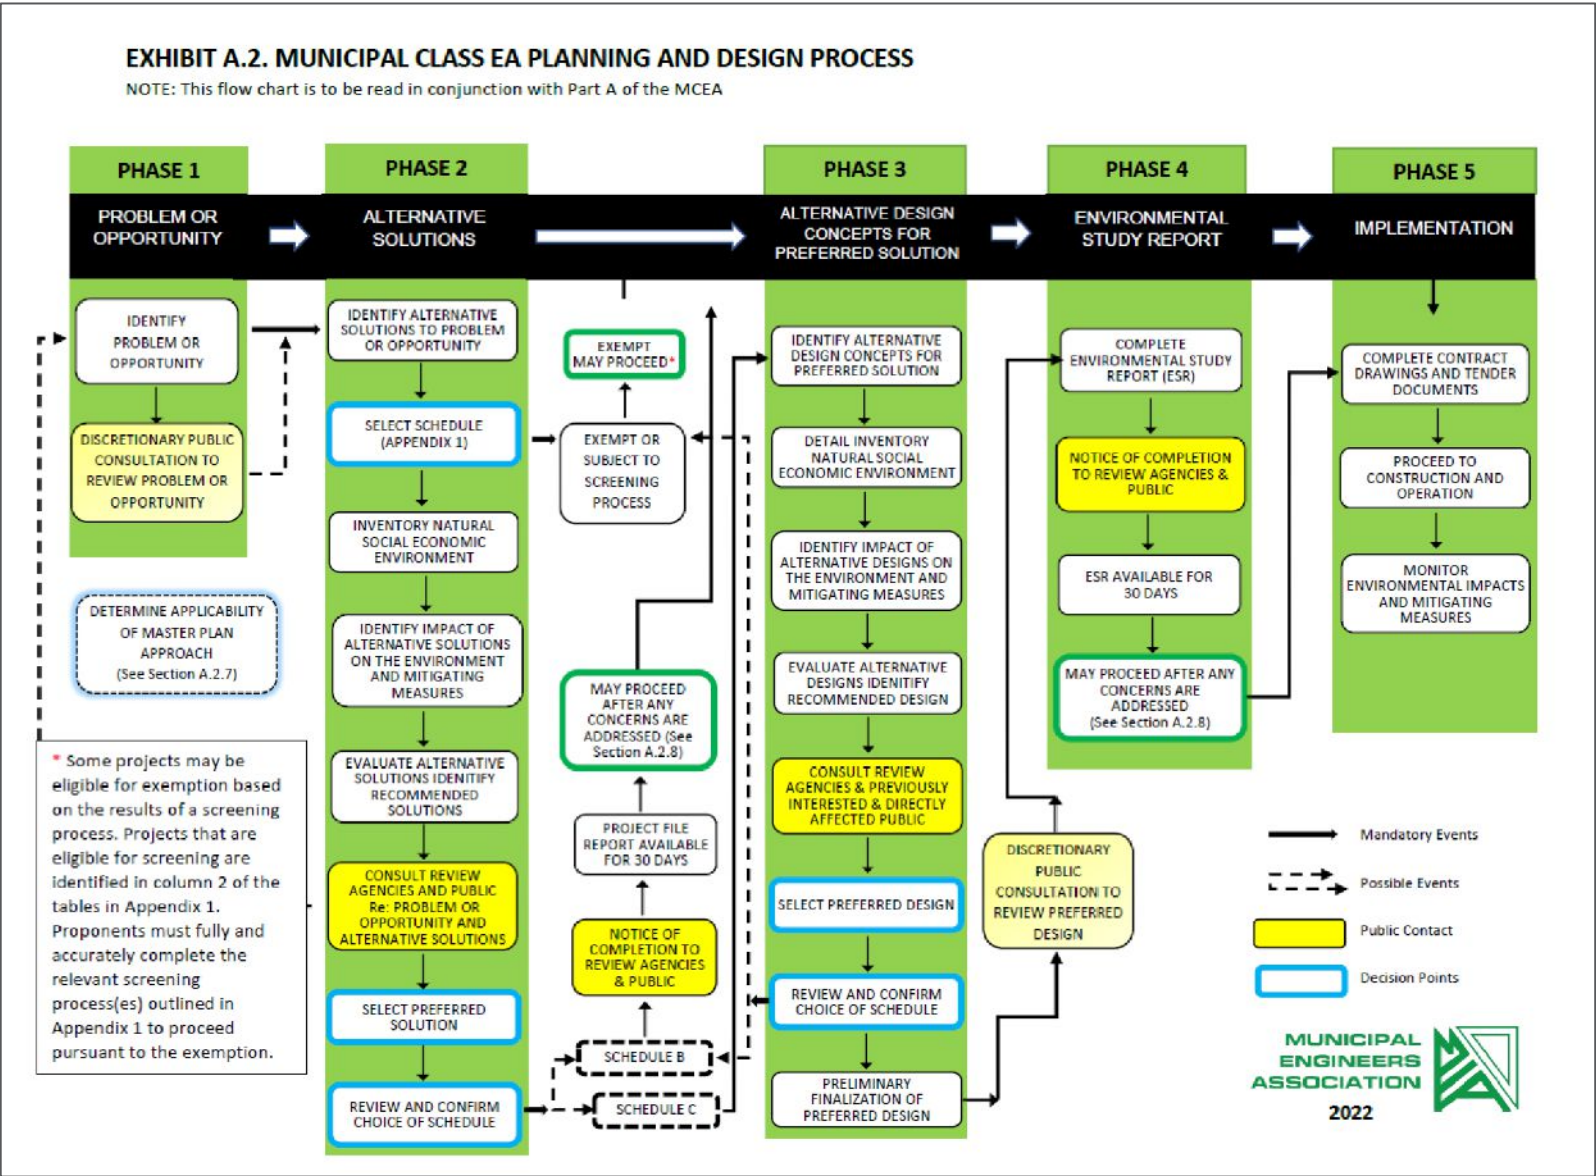 EXHIBIT A.2. MUNICIPAL CLASS EA PLANNING AND DESIGN PROCESS
NOTE: This flow chart is to be read in conjunction with Part A of the MCEA
PHASE 1
PROBLEM OR
OPPORTUNITY
IDENTIFY
PROBLEM OR
OPPORTUNITY
DISCRETIONARY PUBLIC
CONSULTATION TO
REVIEW PROBLEM OR
OPPORTUNITY
DETERMINE APPLICABILITY
OF MASTER PLAN
APPROACH
(See Section A.2.7)
* Some projects may be
eligible for exemption based
on the results of a screening
process. Projects that are
eligible for screening are
identified in column 2 of the
tables in Appendix 1.
Proponents must fully and
accurately complete the
relevant screening
process(es) outlined in
Appendix 1 to proceed
pursuant to the exemption.
PHASE 2
ALTERNATIVE
SOLUTIONS
IDENTIFY ALTERNATIVE
SOLUTIONS TO PROBLEM
OR OPPORTUNITY
SELECT SCHEDULE
(APPENDIX 1)
INVENTORY NATURAL
SOCIAL ECONOMIC
ENVIRONMENT
IDENTIFY IMPACT OF
ALTERNATIVE SOLUTIONS
ON THE ENVIRONMENT
AND MITIGATING
MEASURES
EVALUATE ALTERNATIVE
SOLUTIONS IDENITIFY
RECOMMENDED
SOLUTIONS
CONSULT REVIEW
AGENCIES AND PUBLIC
Re: PROBLEM OR
OPPORTUNITY AND
ALTERNATIVE SOLUTIONS
SELECT PREFERRED
SOLUTION
REVIEW AND CONFIRM
CHOICE OF SCHEDULE
EXEMPT
MAY PROCEED*
EXEMPT OR
SUBJECT TO
SCREENING
PROCESS
MAY PROCEED
AFTER ANY
CONCERNS ARE
ADDRESSED (See
Section A.2.8)
PROJECT FILE
REPORT AVAILABLE
FOR 30 DAYS
NOTICE OF
COMPLETION TO
REVIEW AGENCIES
& PUBLIC
SCHEDULE B
SCHEDULE C
PHASE 3
ALTERNATIVE DESIGN
CONCEPTS FOR
PREFERRED SOLUTION
IDENTIFY ALTERNATIVE
DESIGN CONCEPTS FOR
PREFERRED SOLUTION
DETAIL INVENTORY
NATURAL SOCIAL
ECONOMIC ENVIRONMENT
IDENTIFY IMPACT OF
ALTERNATIVE DESIGNS ON
THE ENVIRONMENT AND
MITIGATING MEASURES
EVALUATE ALTERNATIVE
DESIGNS IDENITIFY
RECOMMENDED DESIGN
CONSULT REVIEW
AGENCIES & PREVIOUSLY
INTERESTED & DIRECTLY
AFFECTED PUBLIC
SELECT PREFERRED DESIGN
REVIEW AND CONFIRM
CHOICE OF SCHEDULE
PRELIMINARY
FINALIZATION OF
PREFERRED DESIGN
DISCRETIONARY
PUBLIC
CONSULTATION TO
REVIEW PREFERRED
DESIGN
PHASE 4
ENVIRONMENTAL
STUDY REPORT
COMPLETE
ENVIRONMENTAL STUDY
REPORT (ESR)
NOTICE OF COMPLETION
TO REVIEW AGENCIES &
PUBLIC
ESR AVAILABLE FOR
30 DAYS
MAY PROCEED AFTER ANY
CONCERNS ARE
ADDRESSED
(See Section A.2.8)
PHASE 5
IMPLEMENTATION
COMPLETE CONTRACT
DRAWINGS AND TENDER
DOCUMENTS
PROCEED TO
CONSTRUCTION AND
OPERATION
MONITOR
ENVIRONMENTAL IMPACTS
AND MITIGATING
MEASURES
Mandatory Events
Possible Events
Public Contact
Decision Points
MUNICIPAL
ENGINEERS
ASSOCIATION
2022